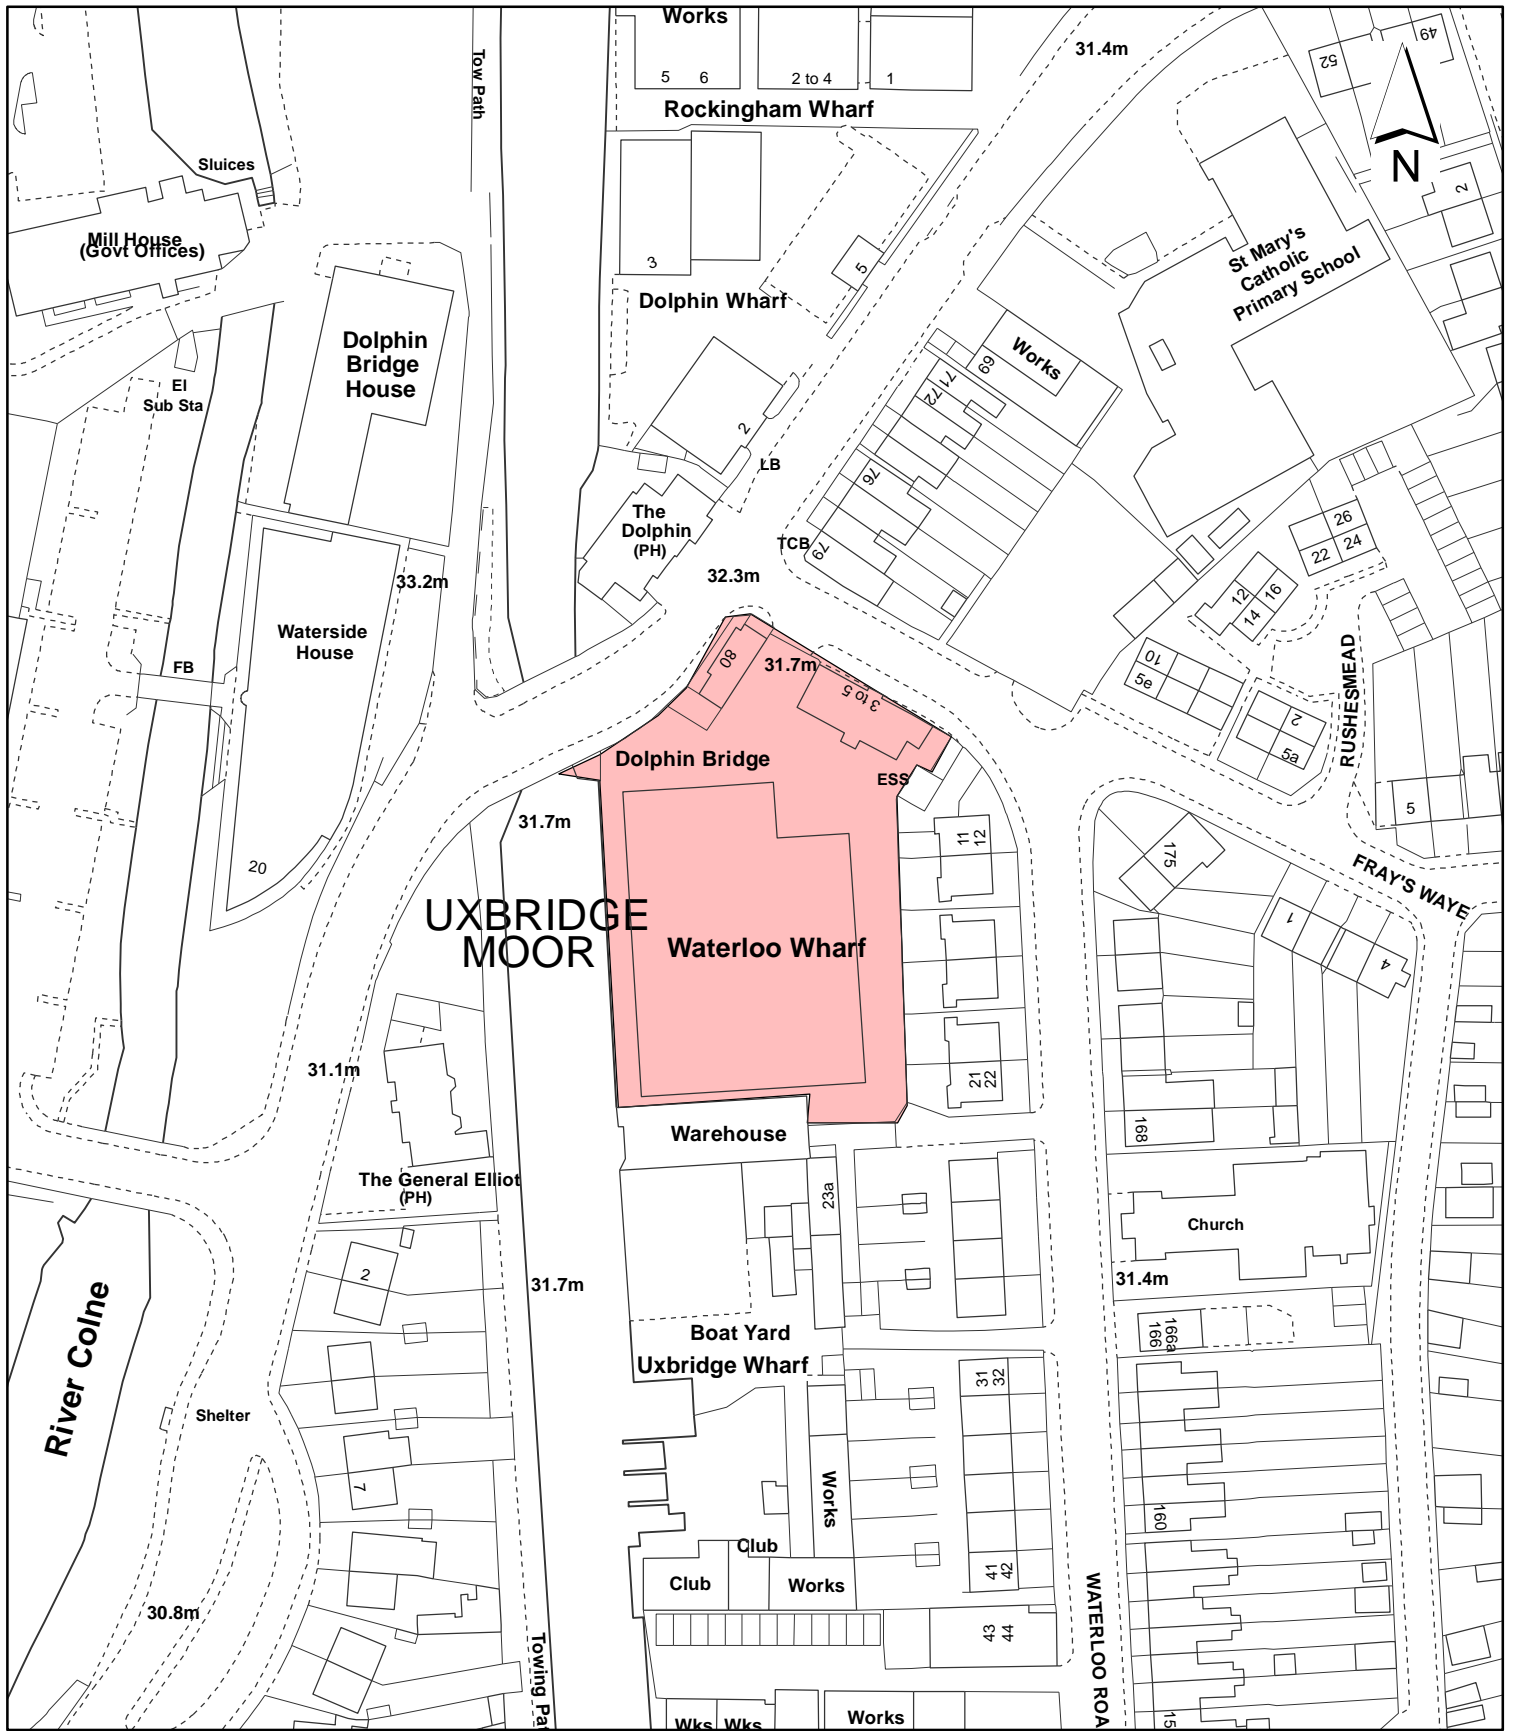 Works
5 6
2 to 4
1
Rockingham Wharf
31.4m
49
52
N
Tow Path
Sluices
Mill House
(Govt Offices)
2
St Mary's
Catholic
Primary School
3
5
Dolphin Wharf
Dolphin
Bridge
House
El
Sub Sta
Works
69
71
72
2
LB
76
The
Dolphin
(PH)
TCB
79
26
22 24
33.2m
32.3m
12 16
14
Waterside
House
FB
80
31.7m
3 to 5
10
5e
RUSHESMEAD
2
5a
Dolphin Bridge
ESS
5
31.7m
11
12
175
20
FRAY'S WAYE
UXBRIDGE
MOOR
Waterloo Wharf
1
4
31.1m
21
22
Warehouse
168
The General Elliot
(PH)
23a
Church
River Colne
2
31.7m
31.4m
Boat Yard
Uxbridge Wharf
166a
166
31
32
Shelter
7
Works
160
Club
Club
Works
41
42
30.8m
43
44
WATERLOO ROA
Towing Pat
Wks
Wks
Works
15